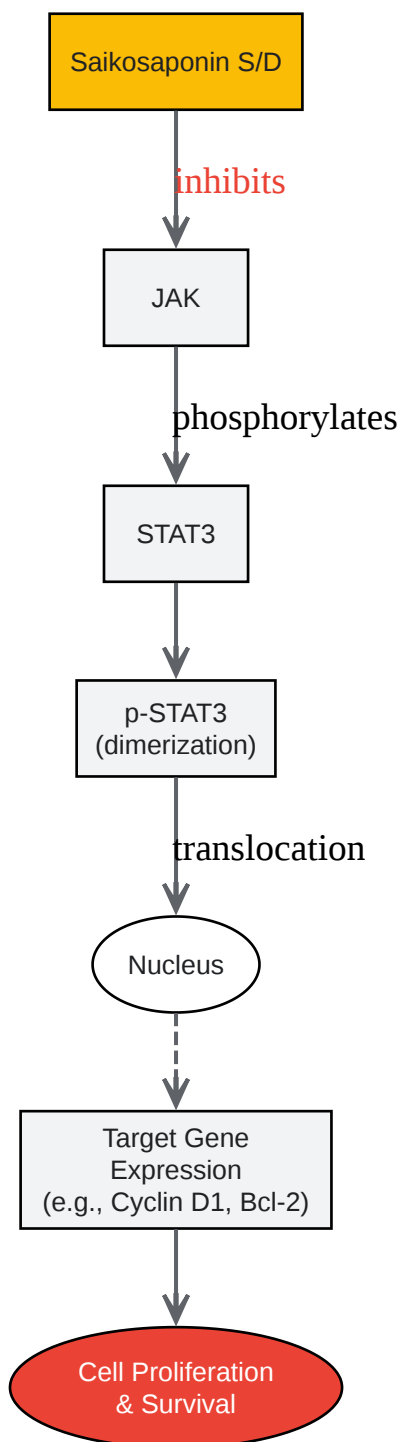 Saikosaponin S/D
inhibits
JAK
phosphorylates
STAT3
p-STAT3
(dimerization)
translocation
Nucleus
Target Gene
Expression
(e.g., Cyclin D1, Bcl-2)
Cell Proliferation
& Survival